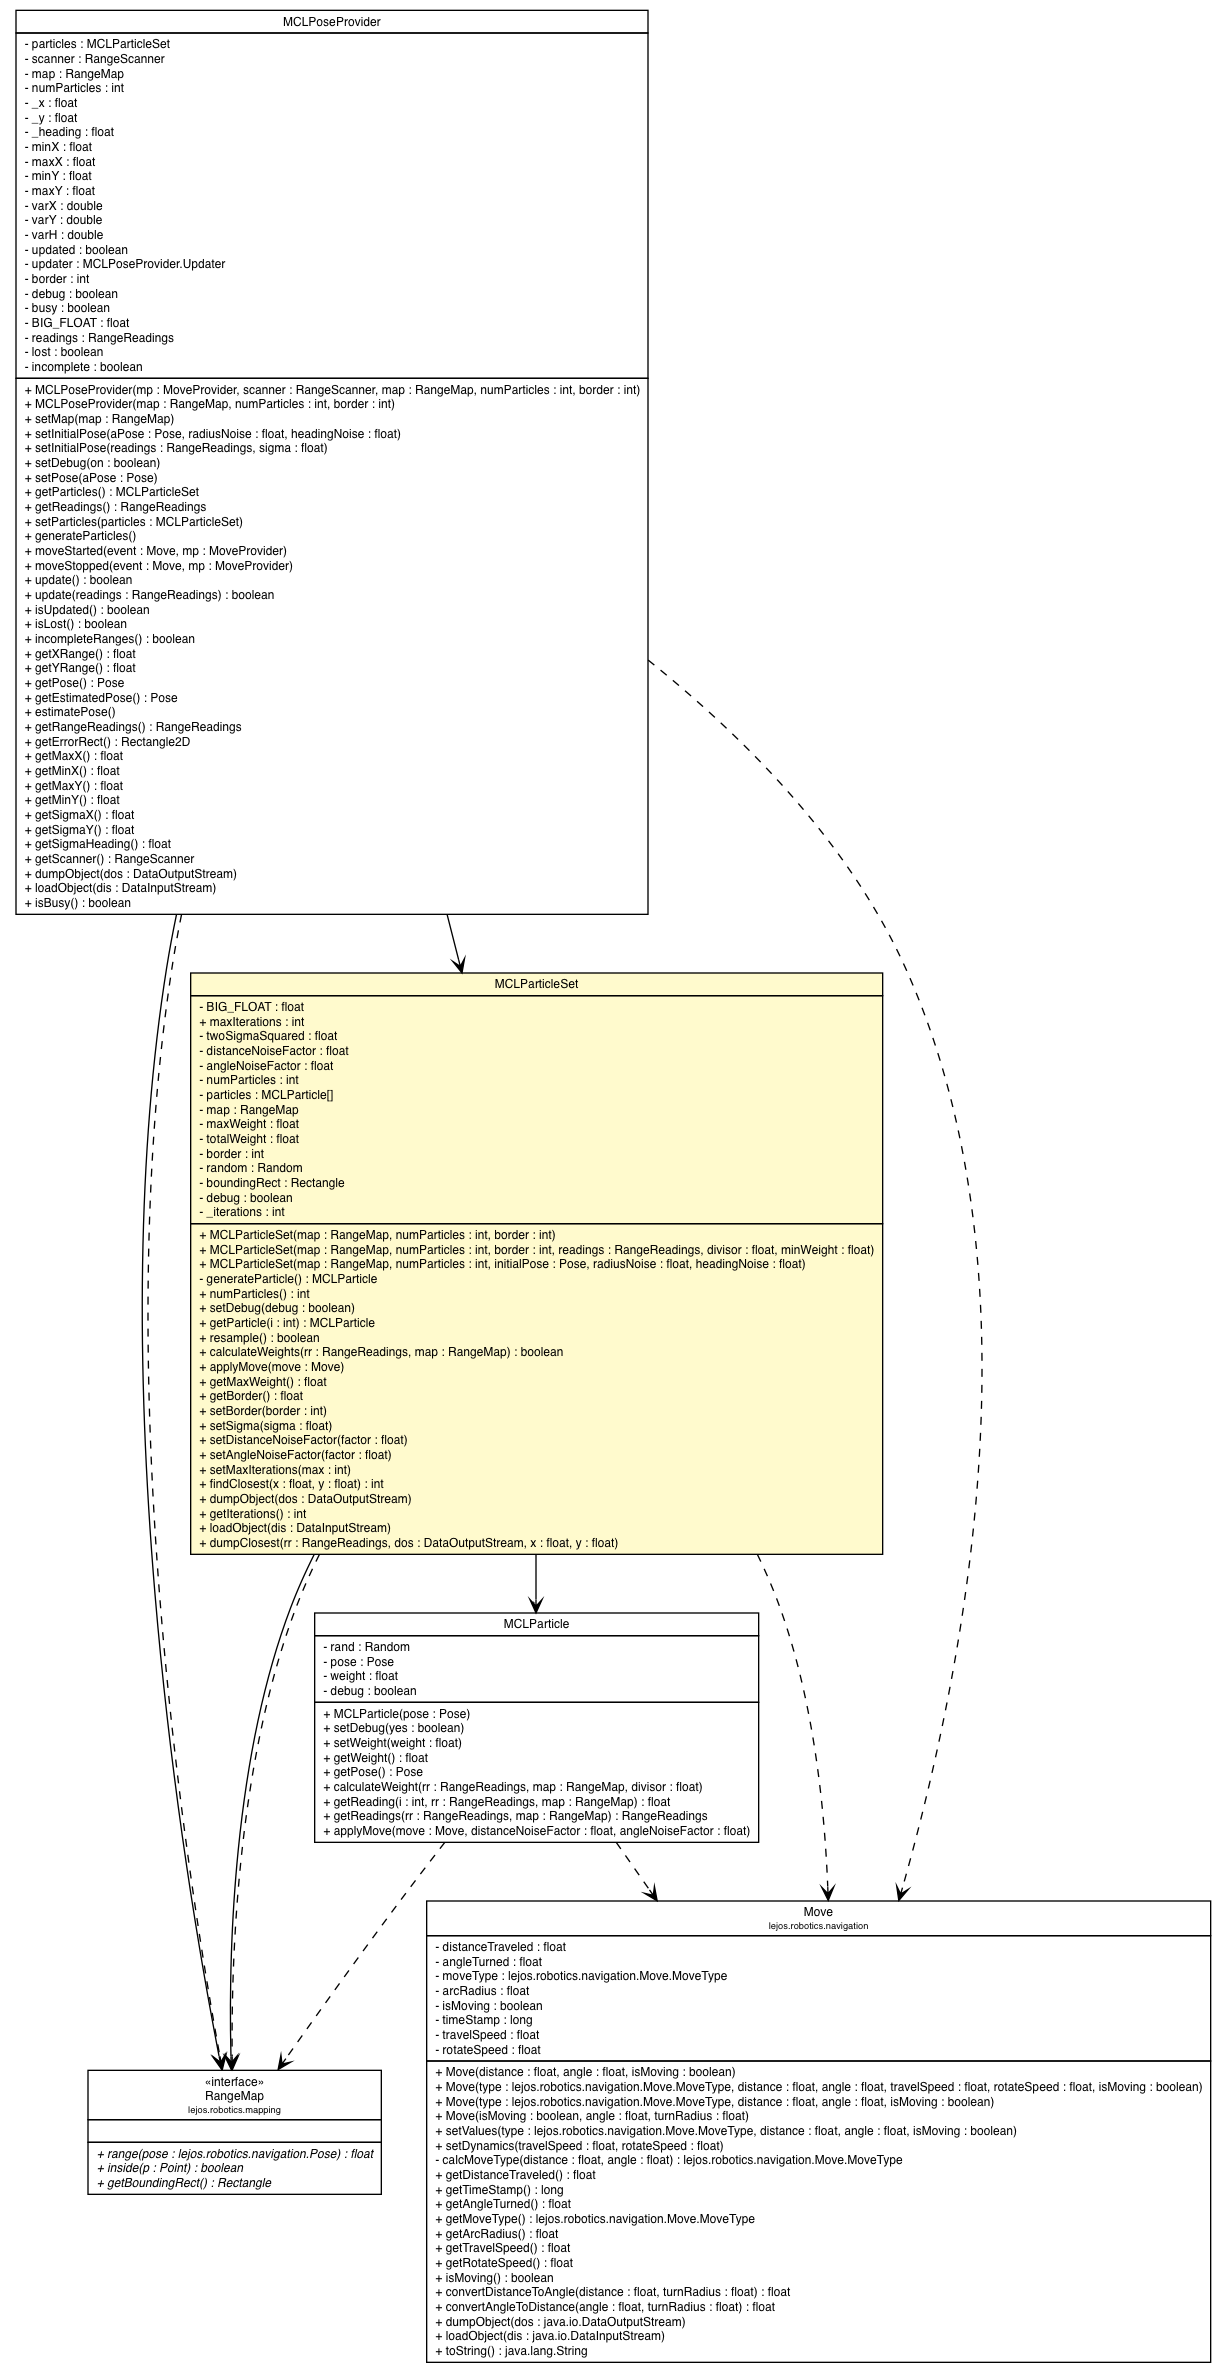 MCLPoseProvider
- particles : MCLParticleSet
- scanner : RangeScanner
- map : RangeMap
- numParticles : int
- _x : float
- _y : float
- _heading : float
- minX : float
- maxX : float
- minY : float
- maxY : float
- varX : double
- varY : double
- varH : double
- updated : boolean
- updater : MCLPoseProvider.Updater
- border : int
- debug : boolean
- busy : boolean
- BIG_FLOAT : float
- readings : RangeReadings
- lost : boolean
- incomplete : boolean
+ MCLPoseProvider(mp : MoveProvider, scanner : RangeScanner, map : RangeMap, numParticles : int, border : int)
+ MCLPoseProvider(map : RangeMap, numParticles : int, border : int)
+ setMap(map : RangeMap)
+ setInitialPose(aPose : Pose, radiusNoise : float, headingNoise : float)
+ setInitialPose(readings : RangeReadings, sigma : float)
+ setDebug(on : boolean)
+ setPose(aPose : Pose)
+ getParticles() : MCLParticleSet
+ getReadings() : RangeReadings
+ setParticles(particles : MCLParticleSet)
+ generateParticles()
+ moveStarted(event : Move, mp : MoveProvider)
+ moveStopped(event : Move, mp : MoveProvider)
+ update() : boolean
+ update(readings : RangeReadings) : boolean
+ isUpdated() : boolean
+ isLost() : boolean
+ incompleteRanges() : boolean
+ getXRange() : float
+ getYRange() : float
+ getPose() : Pose
+ getEstimatedPose() : Pose
+ estimatePose()
+ getRangeReadings() : RangeReadings
+ getErrorRect() : Rectangle2D
+ getMaxX() : float
+ getMinX() : float
+ getMaxY() : float
+ getMinY() : float
+ getSigmaX() : float
+ getSigmaY() : float
+ getSigmaHeading() : float
+ getScanner() : RangeScanner
+ dumpObject(dos : DataOutputStream)
+ loadObject(dis : DataInputStream)
+ isBusy() : boolean
MCLParticleSet
- BIG_FLOAT : float
+ maxIterations : int
- twoSigmaSquared : float
- distanceNoiseFactor : float
- angleNoiseFactor : float
- numParticles : int
- particles : MCLParticle[]
- map : RangeMap
- maxWeight : float
- totalWeight : float
- border : int
- random : Random
- boundingRect : Rectangle
- debug : boolean
- _iterations : int
+ MCLParticleSet(map : RangeMap, numParticles : int, border : int)
+ MCLParticleSet(map : RangeMap, numParticles : int, border : int, readings : RangeReadings, divisor : float, minWeight : float)
+ MCLParticleSet(map : RangeMap, numParticles : int, initialPose : Pose, radiusNoise : float, headingNoise : float)
- generateParticle() : MCLParticle
+ numParticles() : int
+ setDebug(debug : boolean)
+ getParticle(i : int) : MCLParticle
+ resample() : boolean
+ calculateWeights(rr : RangeReadings, map : RangeMap) : boolean
+ applyMove(move : Move)
+ getMaxWeight() : float
+ getBorder() : float
+ setBorder(border : int)
+ setSigma(sigma : float)
+ setDistanceNoiseFactor(factor : float)
+ setAngleNoiseFactor(factor : float)
+ setMaxIterations(max : int)
+ findClosest(x : float, y : float) : int
+ dumpObject(dos : DataOutputStream)
+ getIterations() : int
+ loadObject(dis : DataInputStream)
+ dumpClosest(rr : RangeReadings, dos : DataOutputStream, x : float, y : float)
MCLParticle
- rand : Random
- pose : Pose
- weight : float
- debug : boolean
+ MCLParticle(pose : Pose)
+ setDebug(yes : boolean)
+ setWeight(weight : float)
+ getWeight() : float
+ getPose() : Pose
+ calculateWeight(rr : RangeReadings, map : RangeMap, divisor : float)
+ getReading(i : int, rr : RangeReadings, map : RangeMap) : float
+ getReadings(rr : RangeReadings, map : RangeMap) : RangeReadings
+ applyMove(move : Move, distanceNoiseFactor : float, angleNoiseFactor : float)
Move
lejos.robotics.navigation
- distanceTraveled : float
- angleTurned : float
- moveType : lejos.robotics.navigation.Move.MoveType
- arcRadius : float
- isMoving : boolean
- timeStamp : long
- travelSpeed : float
- rotateSpeed : float
+ Move(distance : float, angle : float, isMoving : boolean)
+ Move(type : lejos.robotics.navigation.Move.MoveType, distance : float, angle : float, travelSpeed : float, rotateSpeed : float, isMoving : boolean)
+ Move(type : lejos.robotics.navigation.Move.MoveType, distance : float, angle : float, isMoving : boolean)
+ Move(isMoving : boolean, angle : float, turnRadius : float)
+ setValues(type : lejos.robotics.navigation.Move.MoveType, distance : float, angle : float, isMoving : boolean)
+ setDynamics(travelSpeed : float, rotateSpeed : float)
- calcMoveType(distance : float, angle : float) : lejos.robotics.navigation.Move.MoveType
+ getDistanceTraveled() : float
+ getTimeStamp() : long
+ getAngleTurned() : float
+ getMoveType() : lejos.robotics.navigation.Move.MoveType
+ getArcRadius() : float
+ getTravelSpeed() : float
+ getRotateSpeed() : float
+ isMoving() : boolean
+ convertDistanceToAngle(distance : float, turnRadius : float) : float
+ convertAngleToDistance(angle : float, turnRadius : float) : float
+ dumpObject(dos : java.io.DataOutputStream)
+ loadObject(dis : java.io.DataInputStream)
+ toString() : java.lang.String
«interface»
RangeMap
lejos.robotics.mapping
+ range(pose : lejos.robotics.navigation.Pose) : float
+ inside(p : Point) : boolean
+ getBoundingRect() : Rectangle